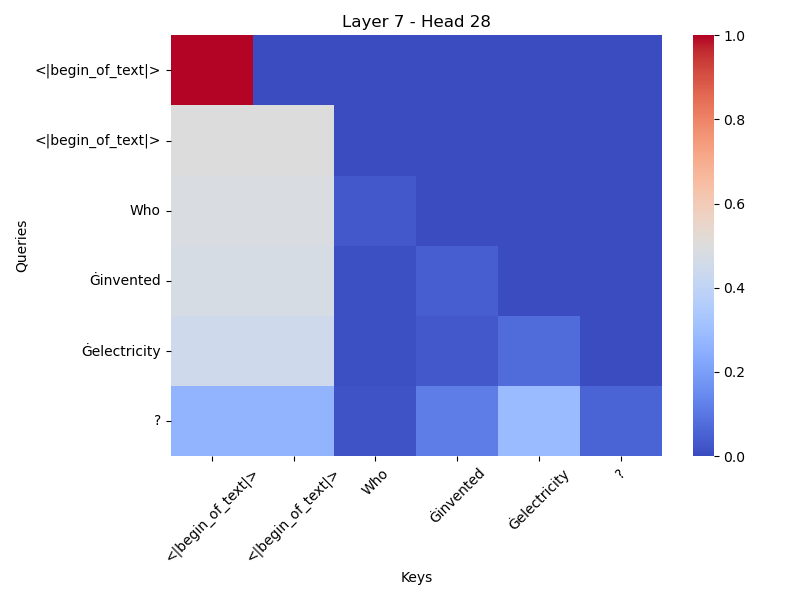 Layer 7 - Head 28
Queries
<|begin_of_text|>
<|begin_of_text|>
Who
Ġinvented
Ġelectricity
?
<|begin_of_text|>
<|begin_of_text|>
Who
Ġinvented
Ġelectricity
?
Keys
1.0
0.8
0.6
0.4
0.2
0.0